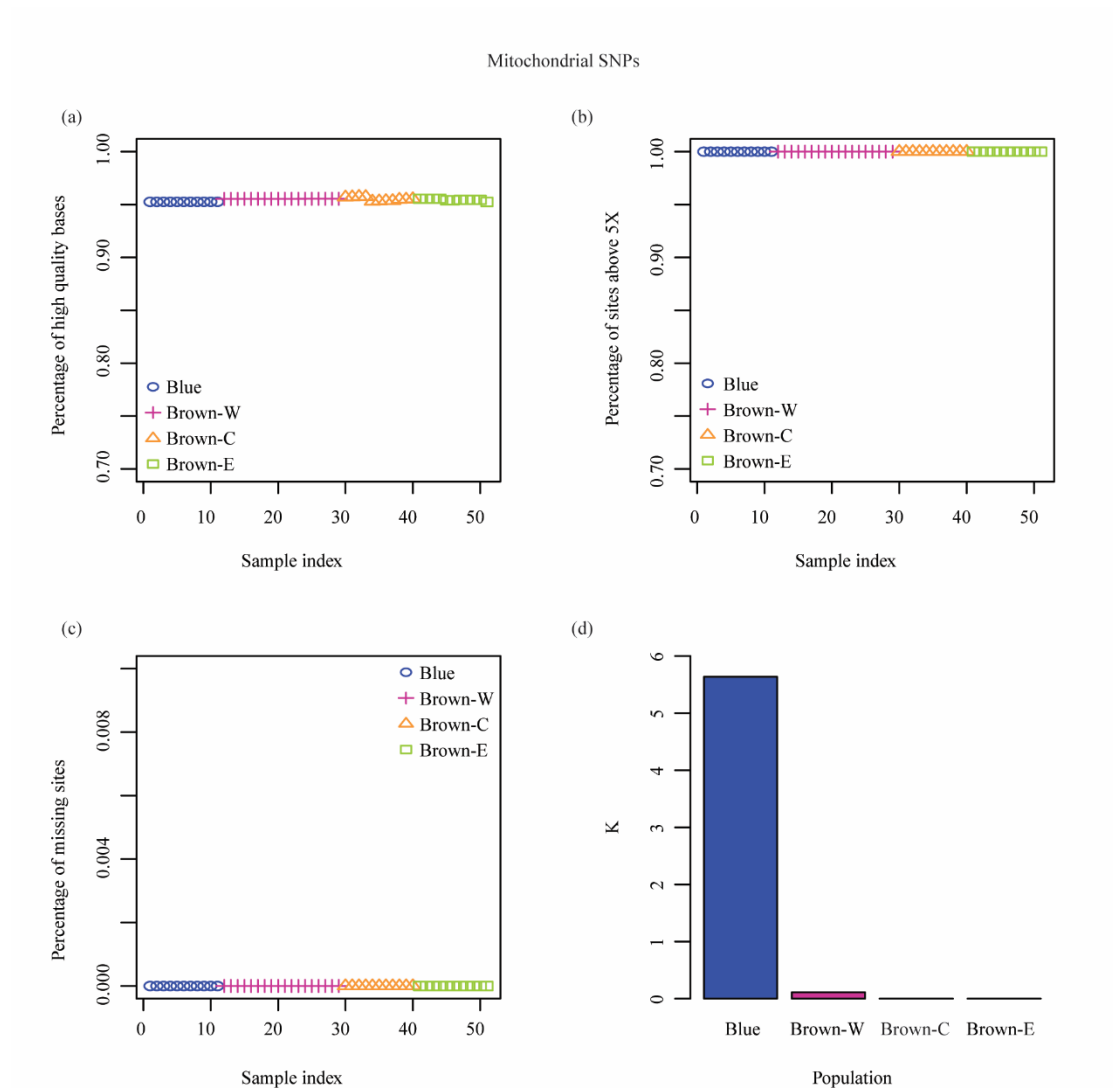 Mitochondrial SNPs
(a)
Percentage of high quality bases
1.00
0.90
0.80
0.70
Blue
Brown-W
Brown-C
Brown-E
0 10 20 30 40 50
Sample index
(b)
Percentage of sites above 5X
1.00
0.90
0.80
0.70
Blue
Brown-W
Brown-C
Brown-E
0 10 20 30 40 50
Sample index
(c)
Percentage of missing sites
0.008
0.004
0.000
Blue
Brown-W
Brown-C
Brown-E
0 10 20 30 40 50
Sample index
(d)
K
6
5
4
3
2
1
0
Blue Brown-W Brown-C Brown-E
Population